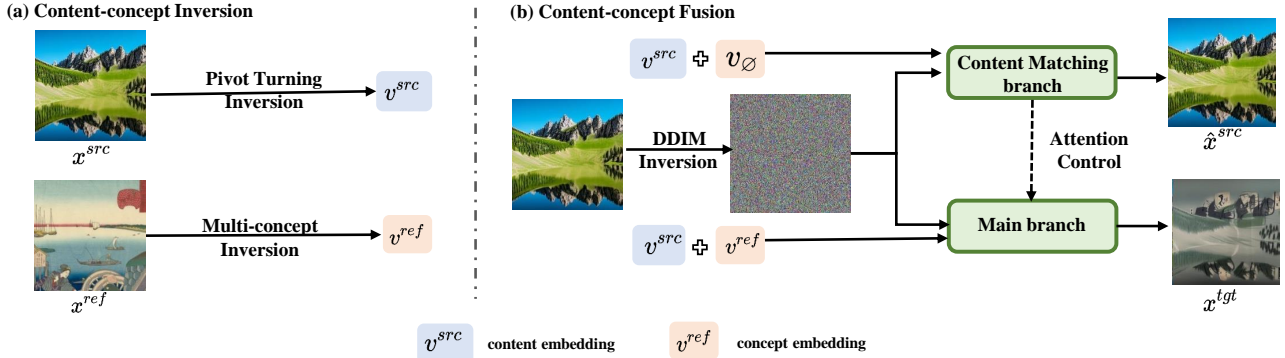 (a) Content-concept Inversion
Pivot Turning
Inversion
v^{src}
x^{src}
Multi-concept
Inversion
v^{ref}
x^{ref}
(b) Content-concept Fusion
v^{src} + v_∅
DDIM
Inversion
v^{src} + v^{ref}
Content Matching
branch
Attention
Control
Main branch
x̂^{src}
x^{tgt}
v^{src} content embedding
v^{ref} concept embedding